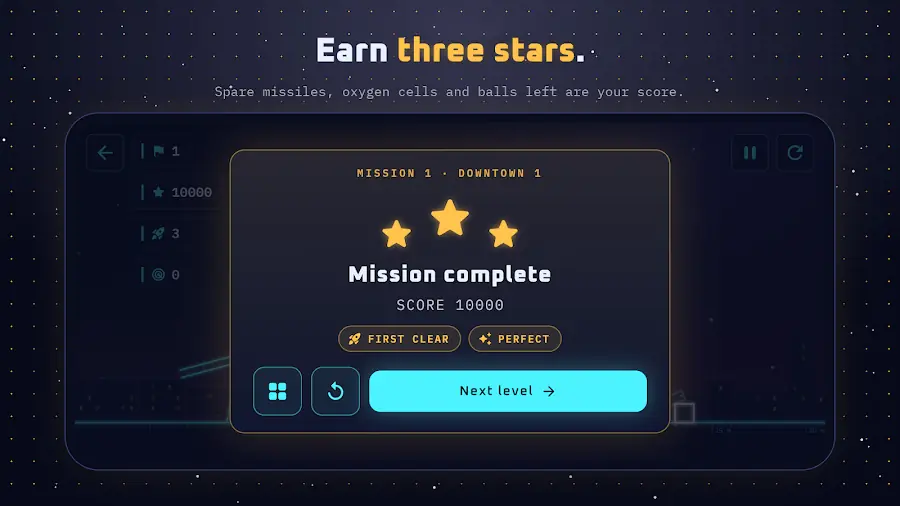 Earn three stars.
Spare missiles, oxygen cells and balls left are your score.
1
10000
3
0
MISSION 1 · DOWNTOWN 1
Mission complete
SCORE 10000
FIRST CLEAR
PERFECT
Next level →